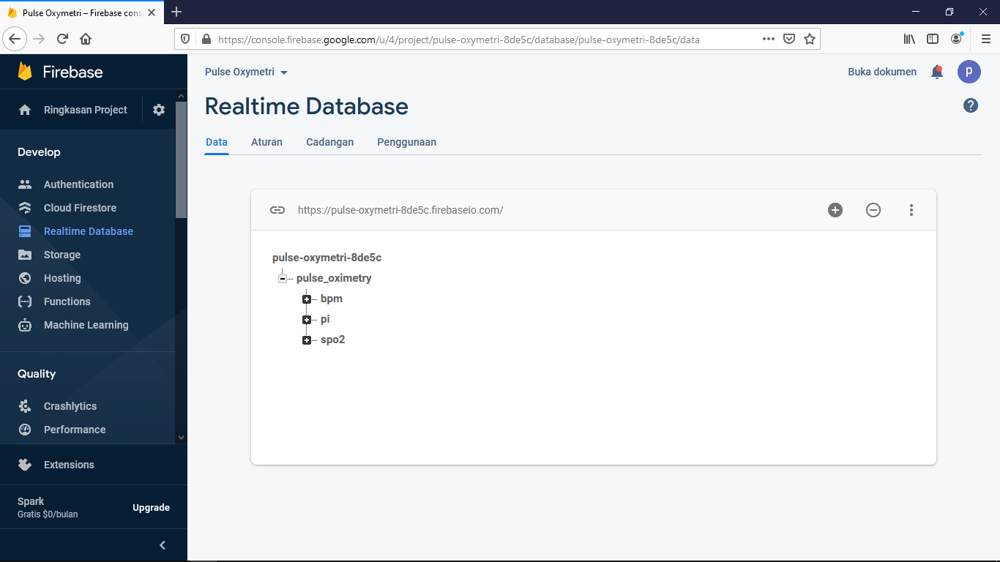 Pulse Oxymetri – Firebase cons
https://console.firebase.google.com/u/4/project/pulse-oxymetri-8de5c/database/pulse-oxymetri-8de5c/data
Firebase
Pulse Oxymetri
Buka dokumen
p
Ringkasan Project
Realtime Database
?
Data
Aturan
Cadangan
Penggunaan
Develop
Authentication
Cloud Firestore
Realtime Database
Storage
Hosting
Functions
Machine Learning
Quality
Crashlytics
Performance
Extensions
Spark
Gratis $0/bulan
Upgrade
https://pulse-oxymetri-8de5c.firebaseio.com/
pulse-oxymetri-8de5c
pulse_oximetry
bpm
pi
spo2